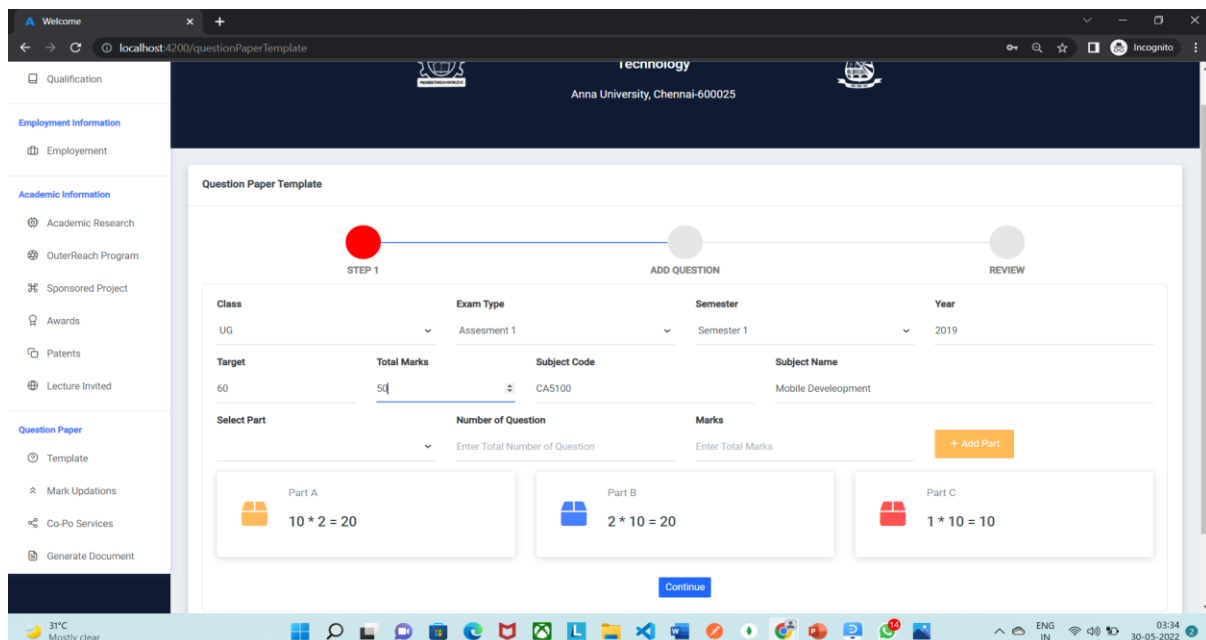 Welcome
localhost:4200/questionPaperTemplate
Incognito
Qualification
Employment Information
Employement
Academic Information
Academic Research
OuterReach Program
Sponsored Project
Awards
Patents
Lecture Invited
Question Paper
Template
Mark Updations
Co-Po Services
Generate Document
Technology
Anna University, Chennai-600025
Question Paper Template
STEP 1 ADD QUESTION REVIEW
Class Exam Type Semester Year
UG Assesment 1 Semester 1 2019
Target Total Marks Subject Code Subject Name
60 50 CA5100 Mobile Develeopment
Select Part Number of Question Marks
Enter Total Number of Question Enter Total Marks + Add Part
Part A Part B Part C
10 * 2 = 20 2 * 10 = 20 1 * 10 = 10
Continue
31°C
Mostly clear
ENG
IN
03:34
30-05-2022
2